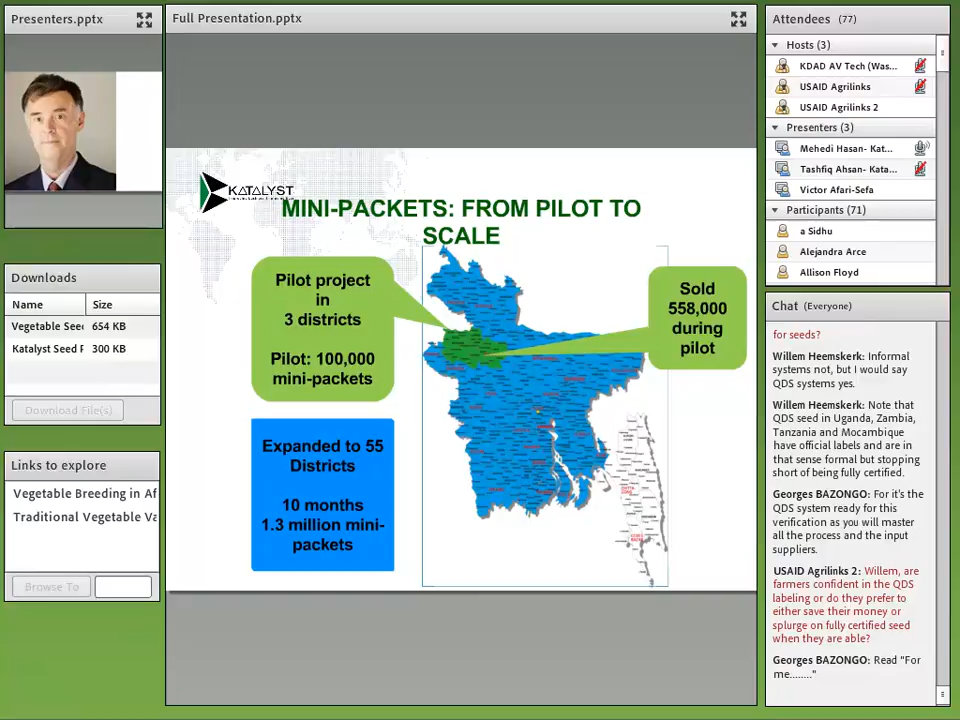 Presenters.pptx
Full Presentation.pptx
Attendees (77)
Hosts (3)
KDAD AV Tech (Was...
USAID Agrilinks
USAID Agrilinks 2
Presenters (3)
Mehedi Hasan- Kat...
Tashfiq Ahsan- Kata...
Victor Afari-Sefa
Participants (71)
a Sidhu
Alejandra Arce
Allison Floyd
KATALYST
MINI-PACKETS: FROM PILOT TO
SCALE
Pilot project
in
3 districts
Pilot: 100,000
mini-packets
Sold
558,000
during
pilot
Expanded to 55
Districts
10 months
1.3 million mini-
packets
Downloads
Name Size
Vegetable Seed 654 KB
Katalyst Seed F 300 KB
Download File(s)
Links to explore
Vegetable Breeding in Af
Traditional Vegetable Va
Browse To
Chat (Everyone)
for seeds?
Willem Heemskerk: Informal
systems not, but I would say
QDS systems yes.
Willem Heemskerk: Note that
QDS seed in Uganda, Zambia,
Tanzania and Mocambique
have official labels and are in
that sense formal but stopping
short of being fully certified.
Georges BAZONGO: For it's the
QDS system ready for this
verification as you will master
all the process and the input
suppliers.
USAID Agrilinks 2: Willem, are
farmers confident in the QDS
labeling or do they prefer to
either save their money or
splurge on fully certified seed
when they are able?
Georges BAZONGO: Read "For
me........"